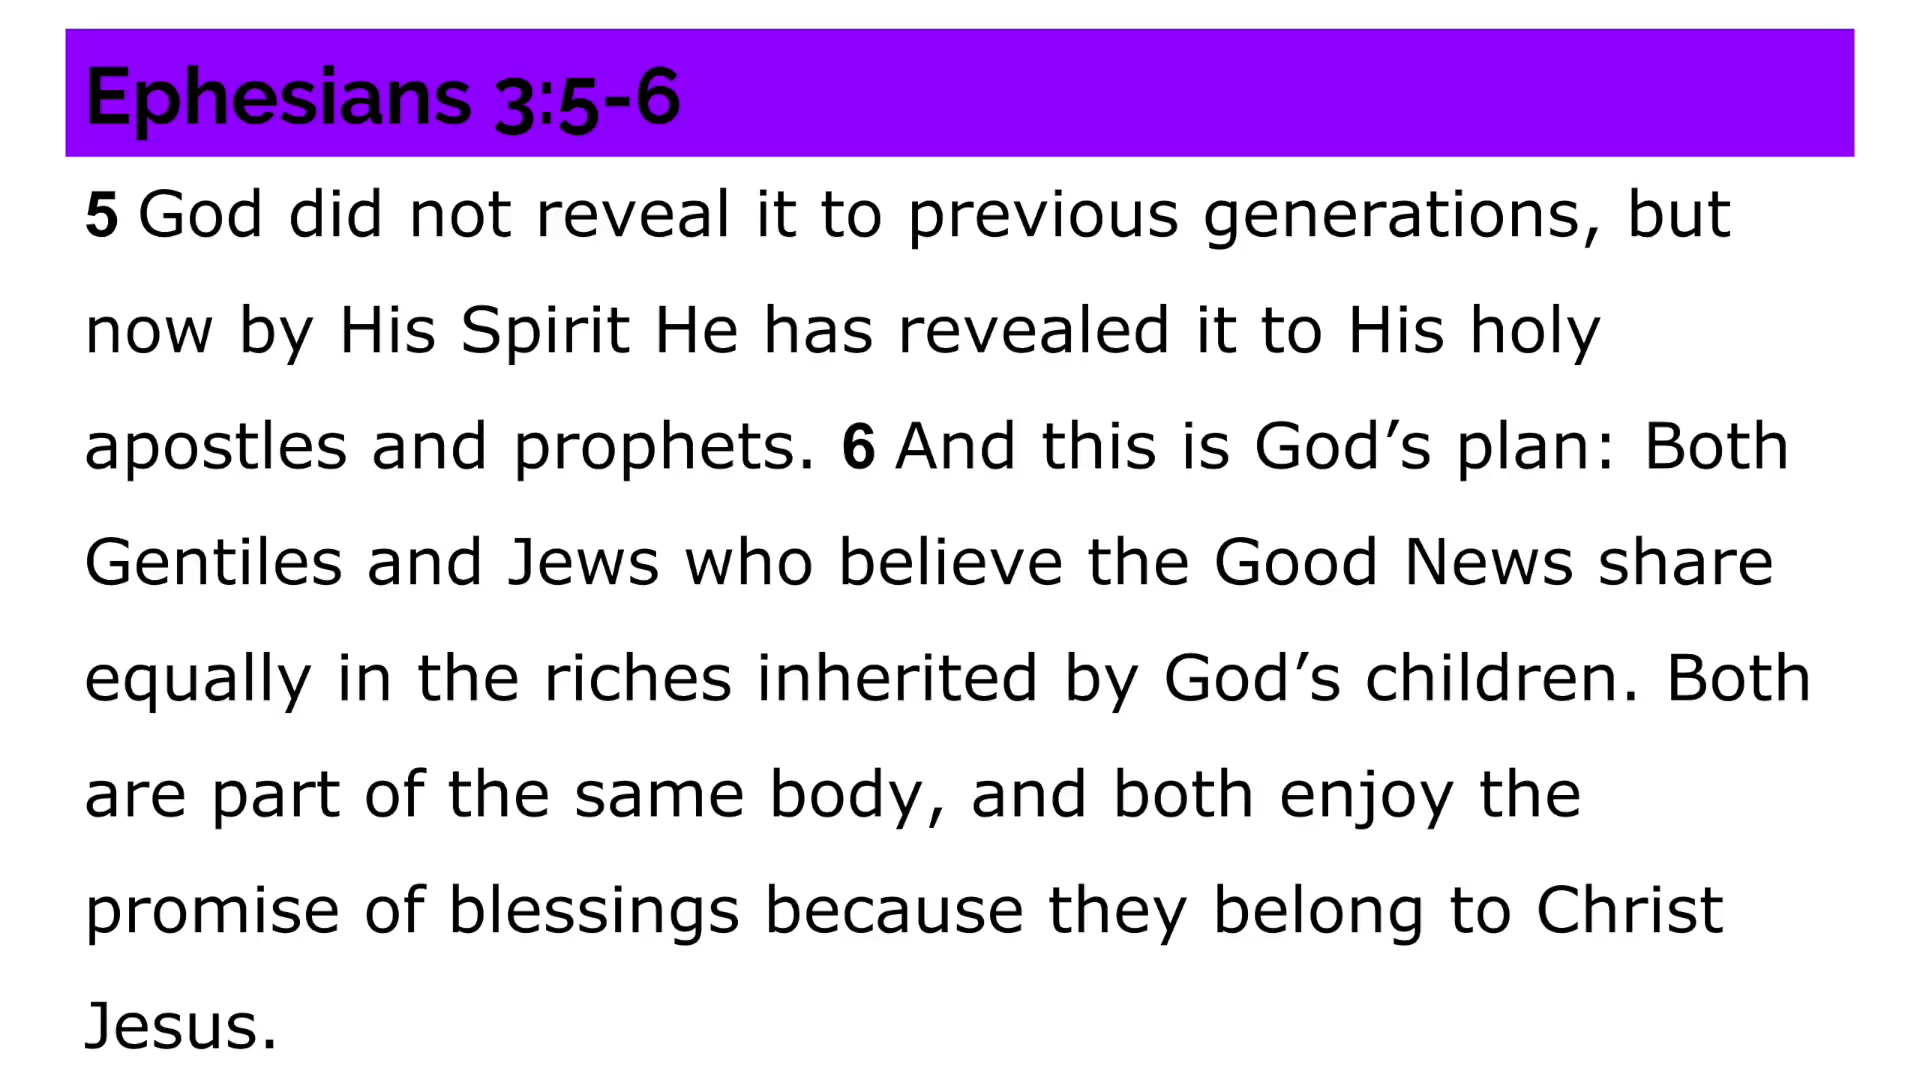 Ephesians 3:5-6
5 God did not reveal it to previous generations, but
now by His Spirit He has revealed it to His holy
apostles and prophets. 6 And this is God’s plan: Both
Gentiles and Jews who believe the Good News share
equally in the riches inherited by God’s children. Both
are part of the same body, and both enjoy the
promise of blessings because they belong to Christ
Jesus.